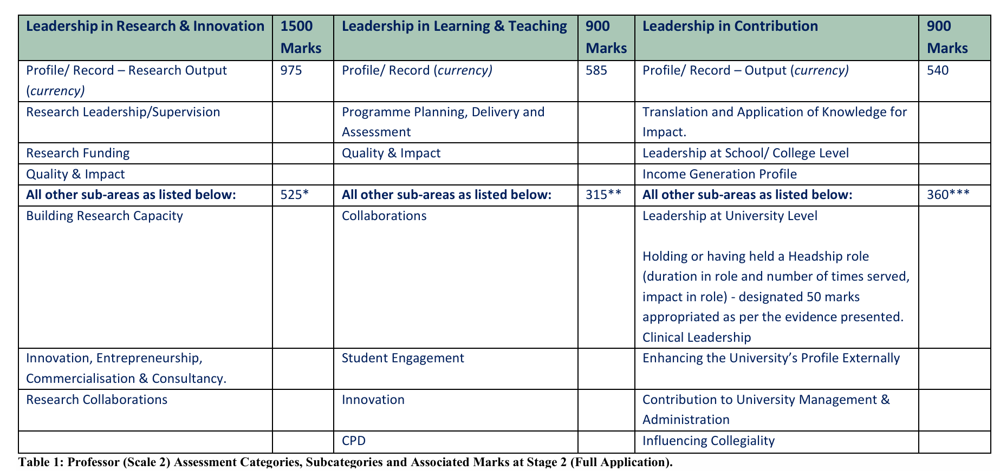 Leadership in Research & Innovation 1500 Marks Leadership in Learning & Teaching 900 Marks Leadership in Contribution 900 Marks
Profile/ Record – Research Output (currency) 975 Profile/ Record (currency) 585 Profile/ Record – Output (currency) 540
Research Leadership/Supervision Programme Planning, Delivery and Assessment Translation and Application of Knowledge for Impact.
Research Funding Quality & Impact Leadership at School/ College Level
Quality & Impact Income Generation Profile
All other sub-areas as listed below: 525* All other sub-areas as listed below: 315** All other sub-areas as listed below: 360***
Building Research Capacity Collaborations Leadership at University Level
Holding or having held a Headship role
(duration in role and number of times served,
impact in role) - designated 50 marks
appropriated as per the evidence presented.
Clinical Leadership
Innovation, Entrepreneurship, Commercialisation & Consultancy. Student Engagement Enhancing the University’s Profile Externally
Research Collaborations Innovation Contribution to University Management & Administration
CPD Influencing Collegiality
Table 1: Professor (Scale 2) Assessment Categories, Subcategories and Associated Marks at Stage 2 (Full Application).